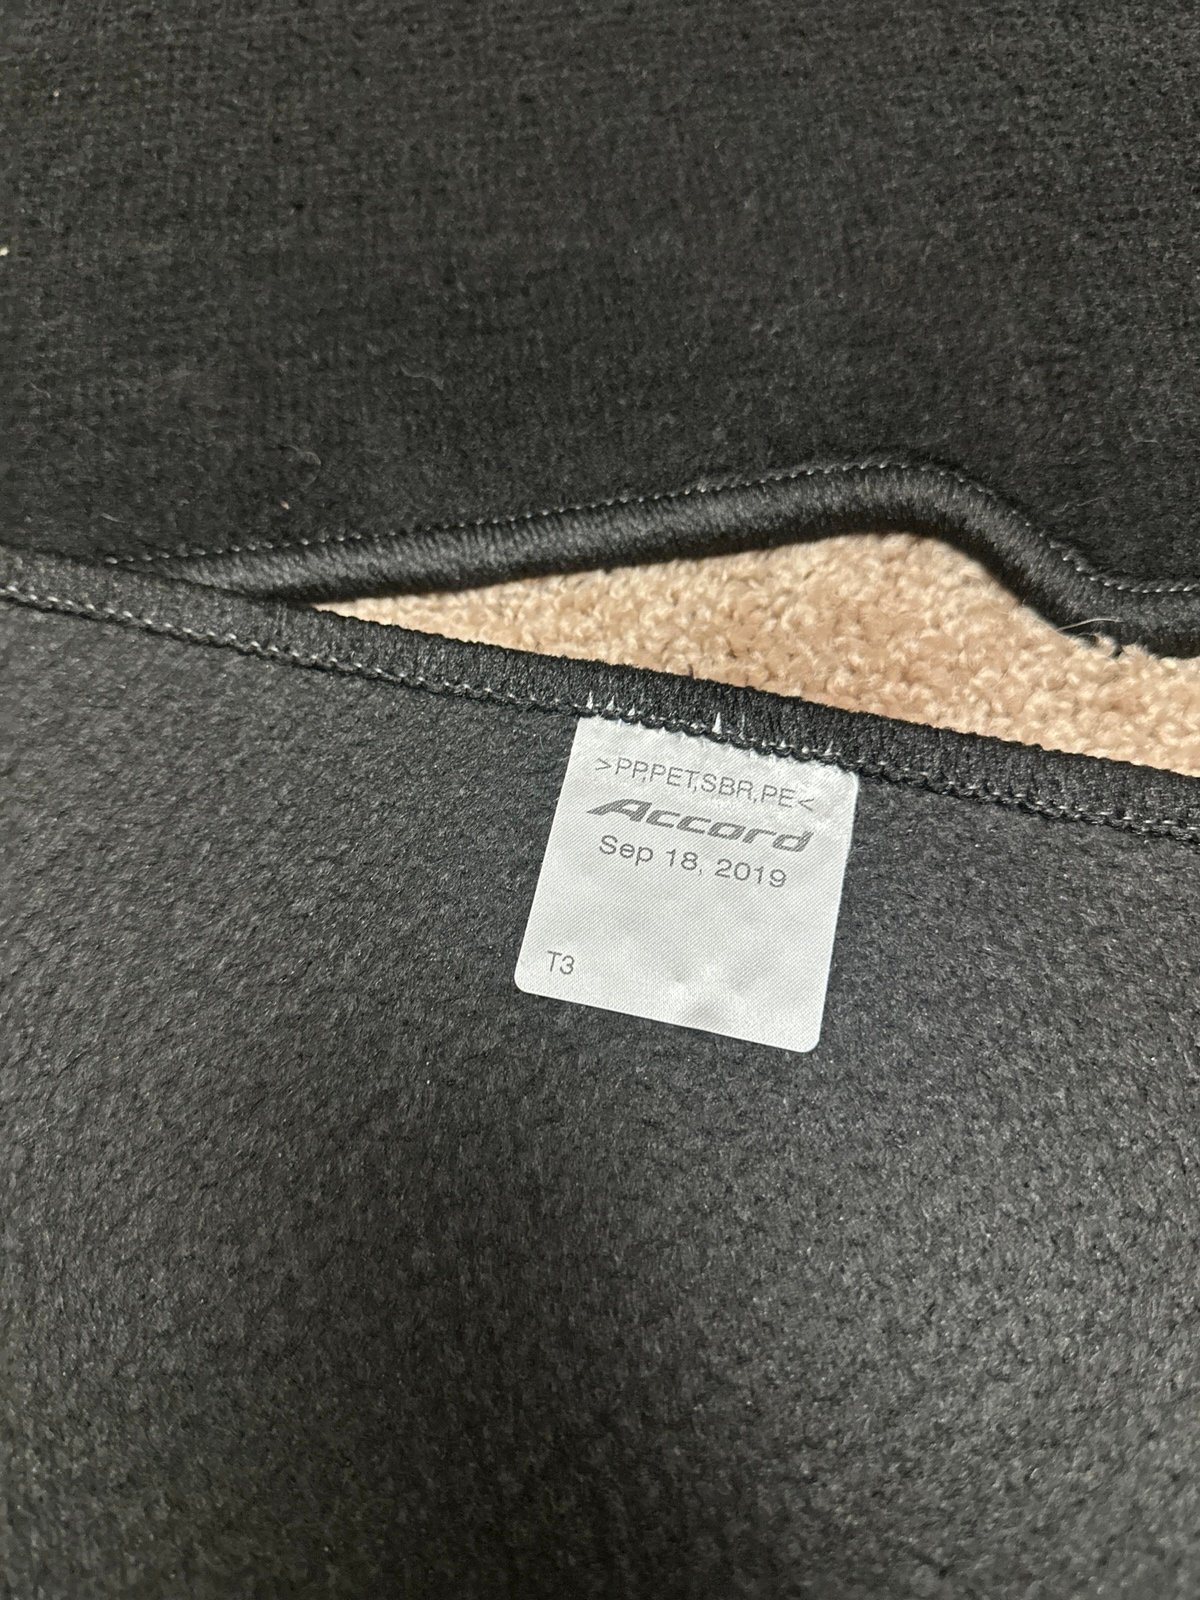 >PP,PET,SBR,PE<
Accord
Sep 18, 2019
T3